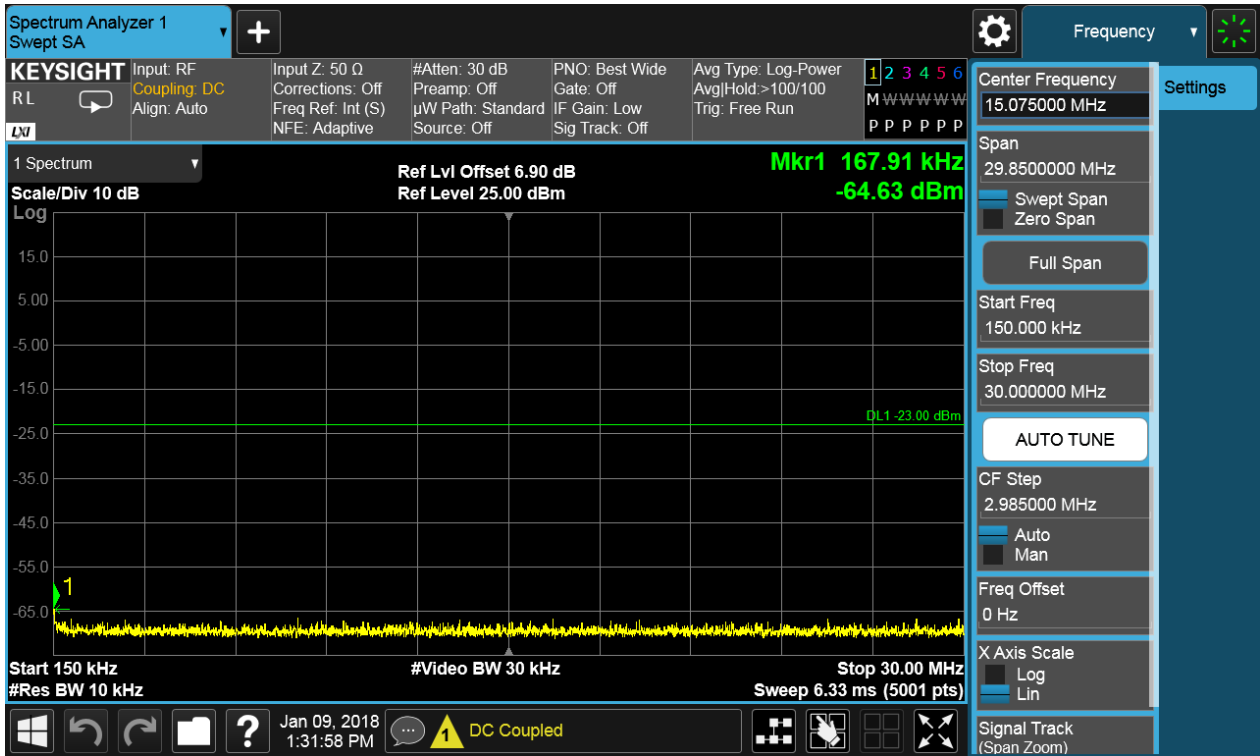 Spectrum Analyzer 1
Swept SA
+
Frequency
KEYSIGHT
RL
LXI
Input: RF
Coupling: DC
Align: Auto
Input Z: 50 Ω
Corrections: Off
Freq Ref: Int (S)
NFE: Adaptive
#Atten: 30 dB
Preamp: Off
µW Path: Standard
Source: Off
PNO: Best Wide
Gate: Off
IF Gain: Low
Sig Track: Off
Avg Type: Log-Power
Avg|Hold:>100/100
Trig: Free Run
1 2 3 4 5 6
M W W W W W
P P P P P P
1 Spectrum
Scale/Div 10 dB
Log
Ref Lvl Offset 6.90 dB
Ref Level 25.00 dBm
Mkr1 167.91 kHz
-64.63 dBm
15.0
5.00
-5.00
-15.0
-25.0
-35.0
-45.0
-55.0
-65.0
DL1 -23.00 dBm
1
Start 150 kHz
#Res BW 10 kHz
#Video BW 30 kHz
Stop 30.00 MHz
Sweep 6.33 ms (5001 pts)
Center Frequency
15.075000 MHz
Span
29.8500000 MHz
Swept Span
Zero Span
Full Span
Start Freq
150.000 kHz
Stop Freq
30.000000 MHz
AUTO TUNE
CF Step
2.985000 MHz
Auto
Man
Freq Offset
0 Hz
X Axis Scale
Log
Lin
Signal Track
(Span Zoom)
Settings
?
Jan 09, 2018
1:31:58 PM
1
DC Coupled